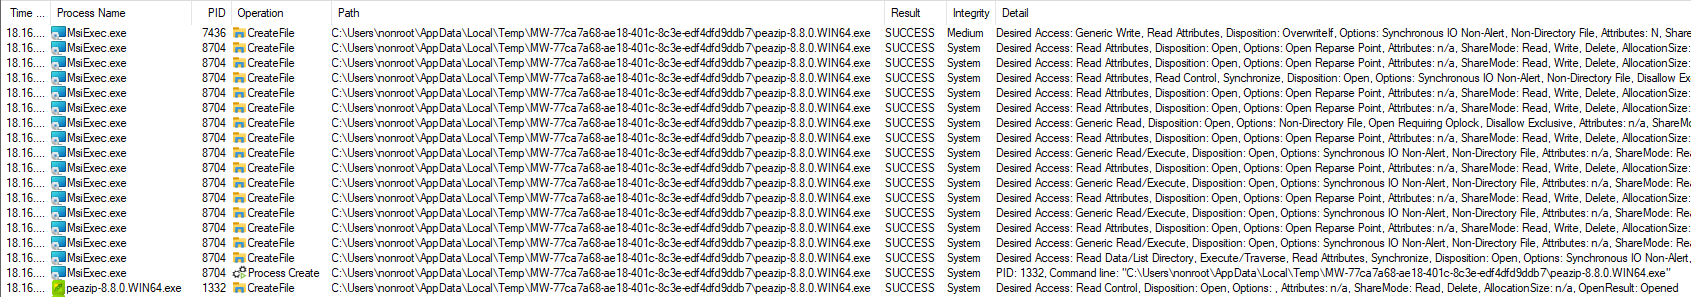 Time ... Process Name PID Operation Path Result Integrity Detail
18.16.... MsiExec.exe 7436 CreateFile C:\Users\nonroot\AppData\Local\Temp\MW-77ca7a68-ae18-401c-8c3e-edf4dfd9ddb7\peazip-8.8.0.WIN64.exe SUCCESS Medium Desired Access: Generic Write, Read Attributes, Disposition: OverwriteIf, Options: Synchronous IO Non-Alert, Non-Directory File, Attributes: N, Share
18.16.... MsiExec.exe 8704 CreateFile C:\Users\nonroot\AppData\Local\Temp\MW-77ca7a68-ae18-401c-8c3e-edf4dfd9ddb7\peazip-8.8.0.WIN64.exe SUCCESS System Desired Access: Read Attributes, Disposition: Open, Options: Open Reparse Point, Attributes: n/a, ShareMode: Read, Write, Delete, AllocationSize:
18.16.... MsiExec.exe 8704 CreateFile C:\Users\nonroot\AppData\Local\Temp\MW-77ca7a68-ae18-401c-8c3e-edf4dfd9ddb7\peazip-8.8.0.WIN64.exe SUCCESS System Desired Access: Read Attributes, Disposition: Open, Options: Open Reparse Point, Attributes: n/a, ShareMode: Read, Write, Delete, AllocationSize:
18.16.... MsiExec.exe 8704 CreateFile C:\Users\nonroot\AppData\Local\Temp\MW-77ca7a68-ae18-401c-8c3e-edf4dfd9ddb7\peazip-8.8.0.WIN64.exe SUCCESS System Desired Access: Read Attributes, Read Control, Synchronize, Disposition: Open, Options: Synchronous IO Non-Alert, Non-Directory File, Disallow Ex
18.16.... MsiExec.exe 8704 CreateFile C:\Users\nonroot\AppData\Local\Temp\MW-77ca7a68-ae18-401c-8c3e-edf4dfd9ddb7\peazip-8.8.0.WIN64.exe SUCCESS System Desired Access: Read Attributes, Disposition: Open, Options: Open Reparse Point, Attributes: n/a, ShareMode: Read, Write, Delete, AllocationSize:
18.16.... MsiExec.exe 8704 CreateFile C:\Users\nonroot\AppData\Local\Temp\MW-77ca7a68-ae18-401c-8c3e-edf4dfd9ddb7\peazip-8.8.0.WIN64.exe SUCCESS System Desired Access: Read Attributes, Disposition: Open, Options: Open Reparse Point, Attributes: n/a, ShareMode: Read, Write, Delete, AllocationSize:
18.16.... MsiExec.exe 8704 CreateFile C:\Users\nonroot\AppData\Local\Temp\MW-77ca7a68-ae18-401c-8c3e-edf4dfd9ddb7\peazip-8.8.0.WIN64.exe SUCCESS System Desired Access: Generic Read, Disposition: Open, Options: Non-Directory File, Open Requiring Oplock, Disallow Exclusive, Attributes: n/a, ShareM
18.16.... MsiExec.exe 8704 CreateFile C:\Users\nonroot\AppData\Local\Temp\MW-77ca7a68-ae18-401c-8c3e-edf4dfd9ddb7\peazip-8.8.0.WIN64.exe SUCCESS System Desired Access: Read Attributes, Disposition: Open, Options: Open Reparse Point, Attributes: n/a, ShareMode: Read, Write, Delete, AllocationSize:
18.16.... MsiExec.exe 8704 CreateFile C:\Users\nonroot\AppData\Local\Temp\MW-77ca7a68-ae18-401c-8c3e-edf4dfd9ddb7\peazip-8.8.0.WIN64.exe SUCCESS System Desired Access: Generic Read/Execute, Disposition: Open, Options: Synchronous IO Non-Alert, Non-Directory File, Attributes: n/a, ShareMode: Re
18.16.... MsiExec.exe 8704 CreateFile C:\Users\nonroot\AppData\Local\Temp\MW-77ca7a68-ae18-401c-8c3e-edf4dfd9ddb7\peazip-8.8.0.WIN64.exe SUCCESS System Desired Access: Read Attributes, Disposition: Open, Options: Open Reparse Point, Attributes: n/a, ShareMode: Read, Write, Delete, AllocationSize:
18.16.... MsiExec.exe 8704 CreateFile C:\Users\nonroot\AppData\Local\Temp\MW-77ca7a68-ae18-401c-8c3e-edf4dfd9ddb7\peazip-8.8.0.WIN64.exe SUCCESS System Desired Access: Generic Read/Execute, Disposition: Open, Options: Synchronous IO Non-Alert, Non-Directory File, Attributes: n/a, ShareMode: Re
18.16.... MsiExec.exe 8704 CreateFile C:\Users\nonroot\AppData\Local\Temp\MW-77ca7a68-ae18-401c-8c3e-edf4dfd9ddb7\peazip-8.8.0.WIN64.exe SUCCESS System Desired Access: Read Attributes, Disposition: Open, Options: Open Reparse Point, Attributes: n/a, ShareMode: Read, Write, Delete, AllocationSize:
18.16.... MsiExec.exe 8704 CreateFile C:\Users\nonroot\AppData\Local\Temp\MW-77ca7a68-ae18-401c-8c3e-edf4dfd9ddb7\peazip-8.8.0.WIN64.exe SUCCESS System Desired Access: Generic Read/Execute, Disposition: Open, Options: Synchronous IO Non-Alert, Non-Directory File, Attributes: n/a, ShareMode: Re
18.16.... MsiExec.exe 8704 CreateFile C:\Users\nonroot\AppData\Local\Temp\MW-77ca7a68-ae18-401c-8c3e-edf4dfd9ddb7\peazip-8.8.0.WIN64.exe SUCCESS System Desired Access: Read Attributes, Disposition: Open, Options: Open Reparse Point, Attributes: n/a, ShareMode: Read, Write, Delete, AllocationSize:
18.16.... MsiExec.exe 8704 CreateFile C:\Users\nonroot\AppData\Local\Temp\MW-77ca7a68-ae18-401c-8c3e-edf4dfd9ddb7\peazip-8.8.0.WIN64.exe SUCCESS System Desired Access: Generic Read/Execute, Disposition: Open, Options: Synchronous IO Non-Alert, Non-Directory File, Attributes: n/a, ShareMode: Re
18.16.... MsiExec.exe 8704 CreateFile C:\Users\nonroot\AppData\Local\Temp\MW-77ca7a68-ae18-401c-8c3e-edf4dfd9ddb7\peazip-8.8.0.WIN64.exe SUCCESS System Desired Access: Read Data/List Directory, Execute/Traverse, Read Attributes, Synchronize, Disposition: Open, Options: Synchronous IO Non-Alert,
18.16.... MsiExec.exe 8704 Process Create C:\Users\nonroot\AppData\Local\Temp\MW-77ca7a68-ae18-401c-8c3e-edf4dfd9ddb7\peazip-8.8.0.WIN64.exe SUCCESS System PID: 1332, Command line: "C:\Users\nonroot\AppData\Local\Temp\MW-77ca7a68-ae18-401c-8c3e-edf4dfd9ddb7\peazip-8.8.0.WIN64.exe"
18.16.... peazip-8.8.0.WIN64.exe 1332 CreateFile C:\Users\nonroot\AppData\Local\Temp\MW-77ca7a68-ae18-401c-8c3e-edf4dfd9ddb7\peazip-8.8.0.WIN64.exe SUCCESS System Desired Access: Read Control, Disposition: Open, Options: , Attributes: n/a, ShareMode: Read, Delete, AllocationSize: n/a, OpenResult: Opened